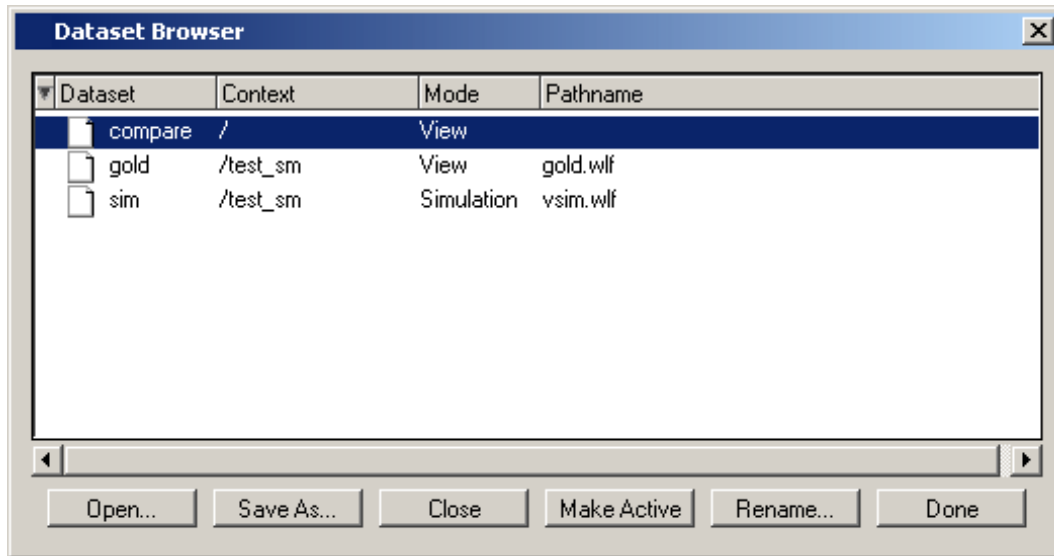 Dataset Browser
Dataset Context Mode Pathname
compare / View
gold /test_sm View gold.wlf
sim /test_sm Simulation vsim.wlf
Open... Save As... Close Make Active Rename... Done